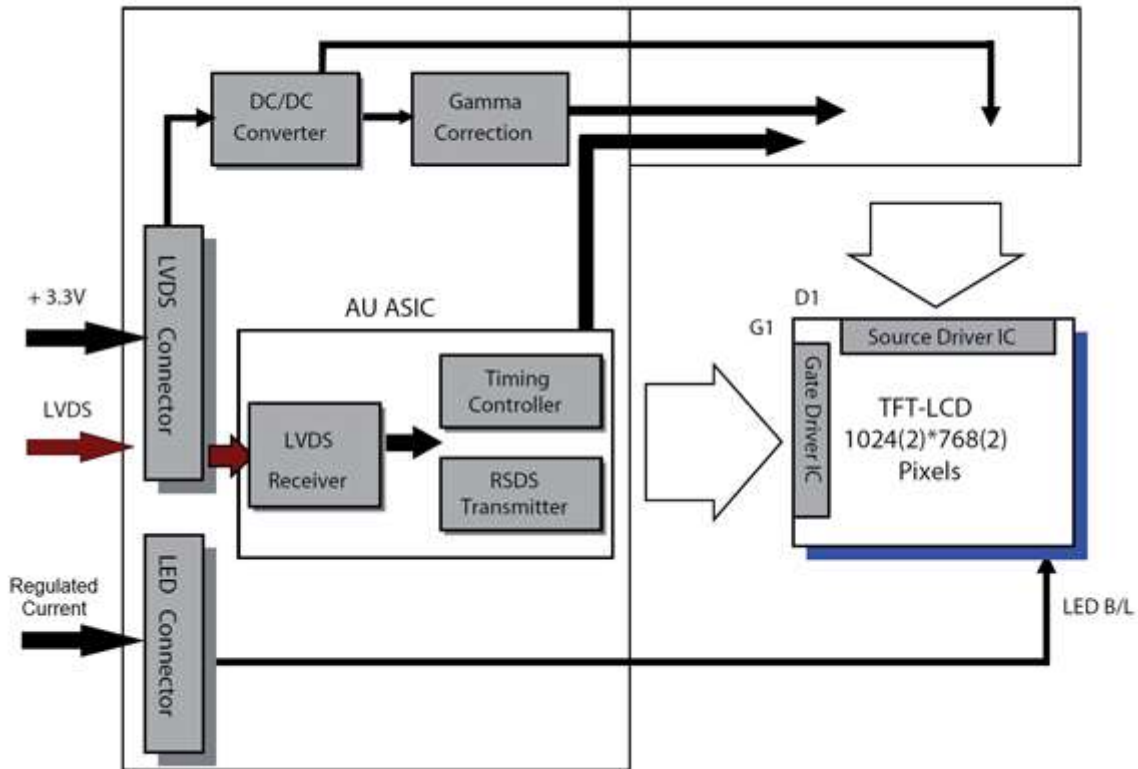 DC/DC
Converter
Gamma
Correction
LVDS Connector
+ 3.3V
AU ASIC
D1
G1
Source Driver IC
Gate Driver IC
TFT-LCD
1024(2)*768(2)
Pixels
LVDS
Timing
Controller
LVDS
Receiver
RSDS
Transmitter
LED Connector
Regulated
Current
LED B/L